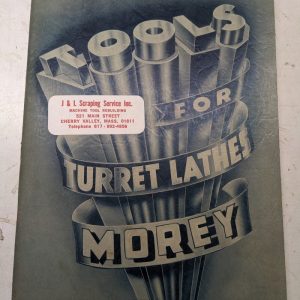 TOOLS
J & L Scraping Service Inc.
MACHINE TOOL REBUILDING
521 MAIN STREET
CHERRY VALLEY, MASS. 01611
Telephone 617 - 892-4656
FOR
TURRET LATHES
MOREY